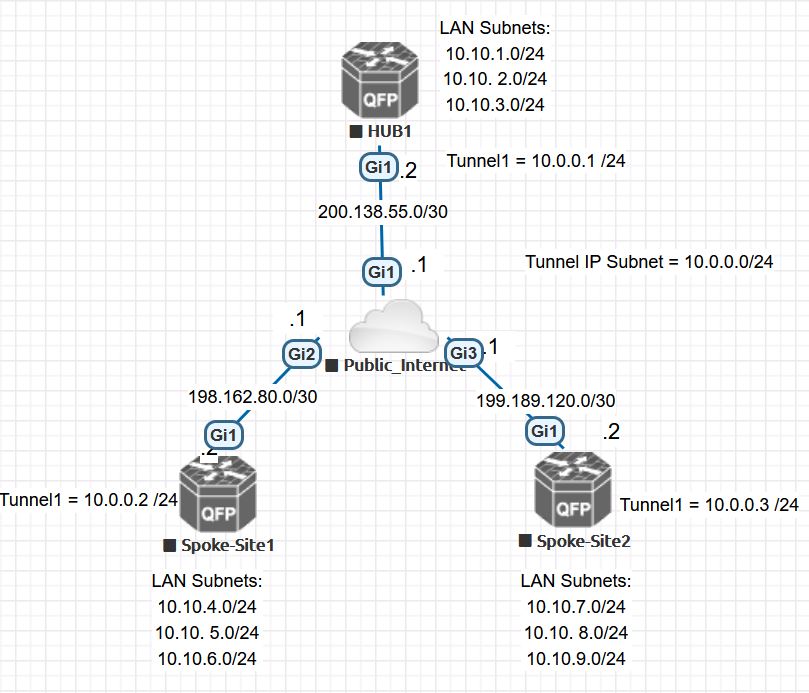 LAN Subnets:
10.10.1.0/24
10.10. 2.0/24
10.10.3.0/24
QFP
HUB1
Tunnel1 = 10.0.0.1 /24
Gi1
.2
200.138.55.0/30
Gi1
.1
Tunnel IP Subnet = 10.0.0.0/24
.1
Gi2
Public_Internet
Gi3
.1
198.162.80.0/30
199.189.120.0/30
Gi1
.2
Gi1
.2
Tunnel1 = 10.0.0.2 /24
QFP
QFP
Tunnel1 = 10.0.0.3 /24
Spoke-Site1
Spoke-Site2
LAN Subnets:
10.10.4.0/24
10.10. 5.0/24
10.10.6.0/24
LAN Subnets:
10.10.7.0/24
10.10. 8.0/24
10.10.9.0/24